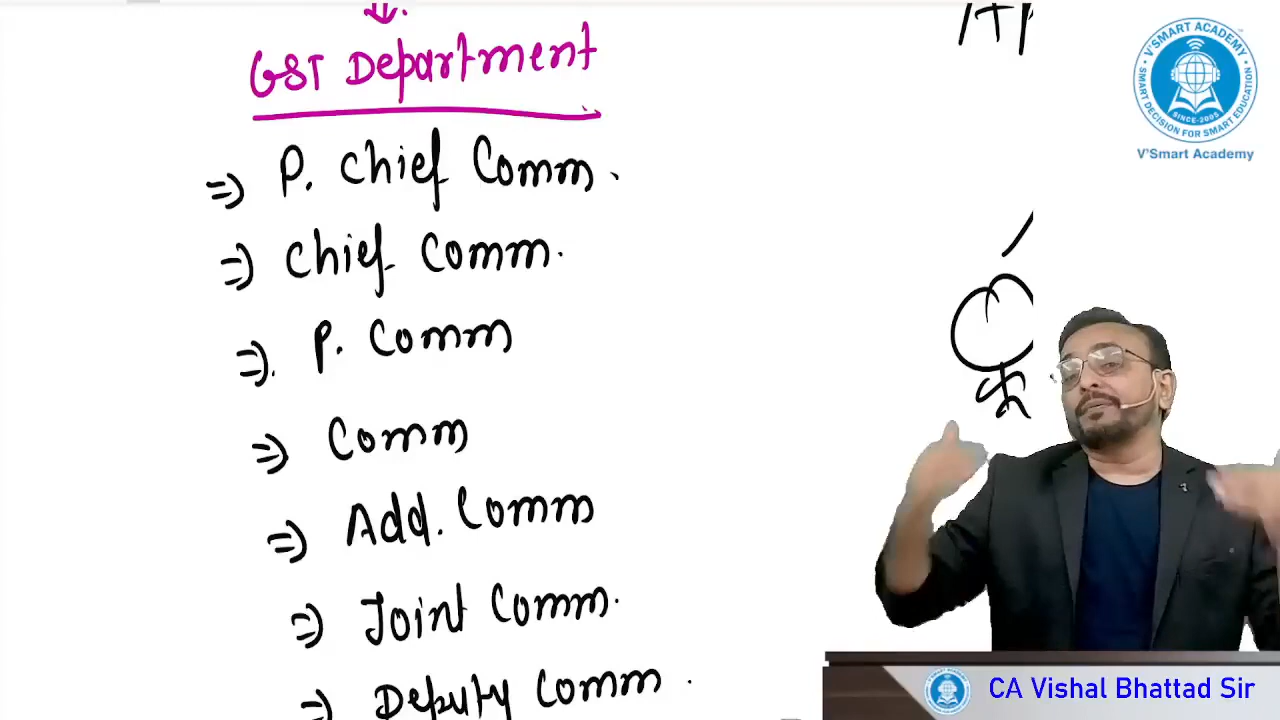 GST Department
⇒ P. Chief Comm.
⇒ Chief Comm.
⇒ P. Comm
⇒ Comm
⇒ Add. Comm
⇒ Joint Comm.
⇒ Deputy Comm.
V'SMART ACADEMY
SMART DECISION FOR SMART EDUCATION
SINCE-2005
V'Smart Academy
CA Vishal Bhattad Sir